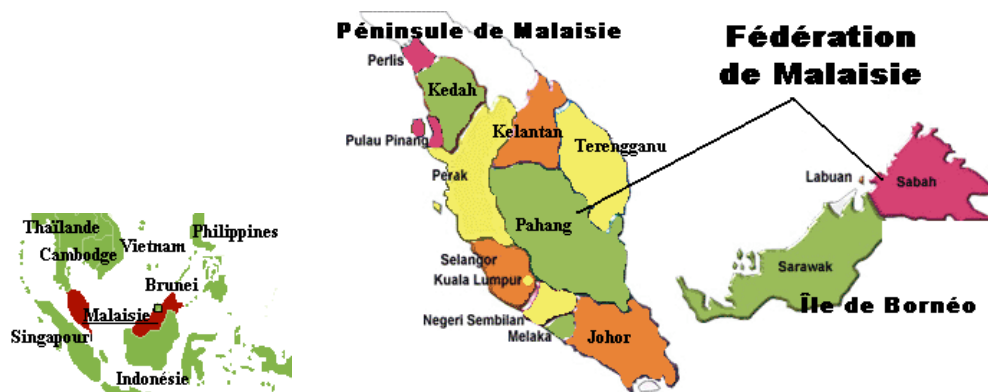 Péninsule de Malaisie
Fédération
de Malaisie
Perlis
Kedah
Pulau Pinang
Kelantan
Terengganu
Perak
Labuan
Sabah
Pahang
Selangor
Kuala Lumpur
Sarawak
Île de Bornéo
Negeri Sembilan
Melaka
Johor
Thaïlande
Philippines
Vietnam
Cambodge
Brunei
Malaisie
Singapour
Indonésie